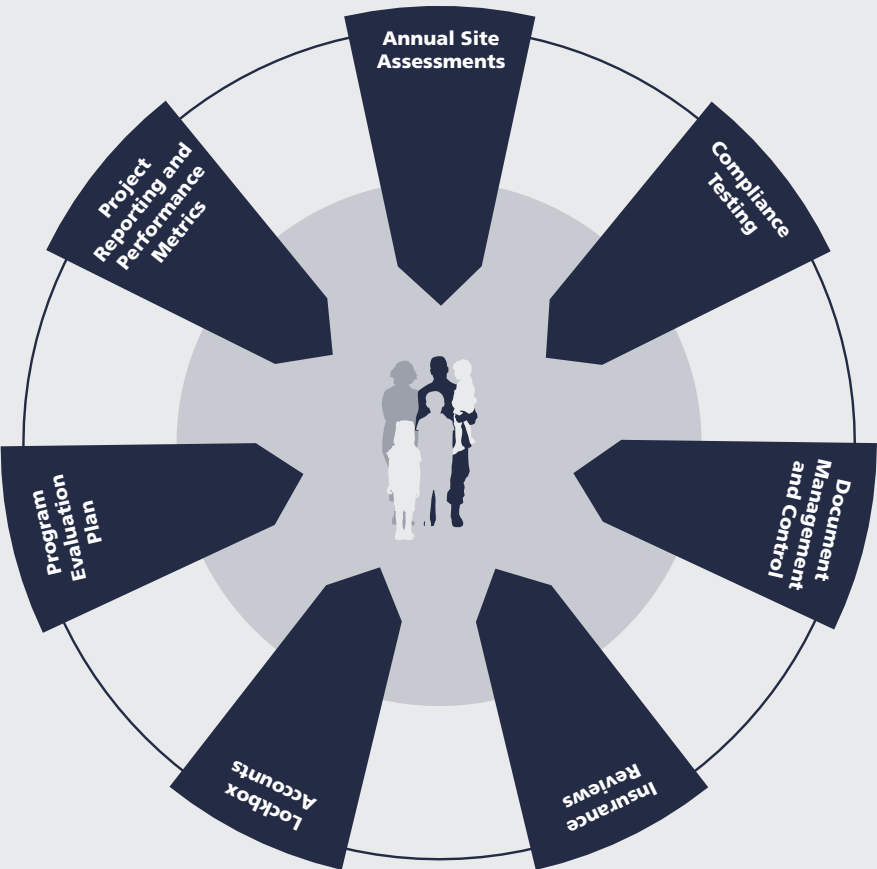 Annual Site
Assessments
Compliance
Testing
Document
Management
and Control
Insurance
Reviews
Lockbox
Accounts
Program
Evaluation
Plan
Project
Reporting and
Performance
Metrics